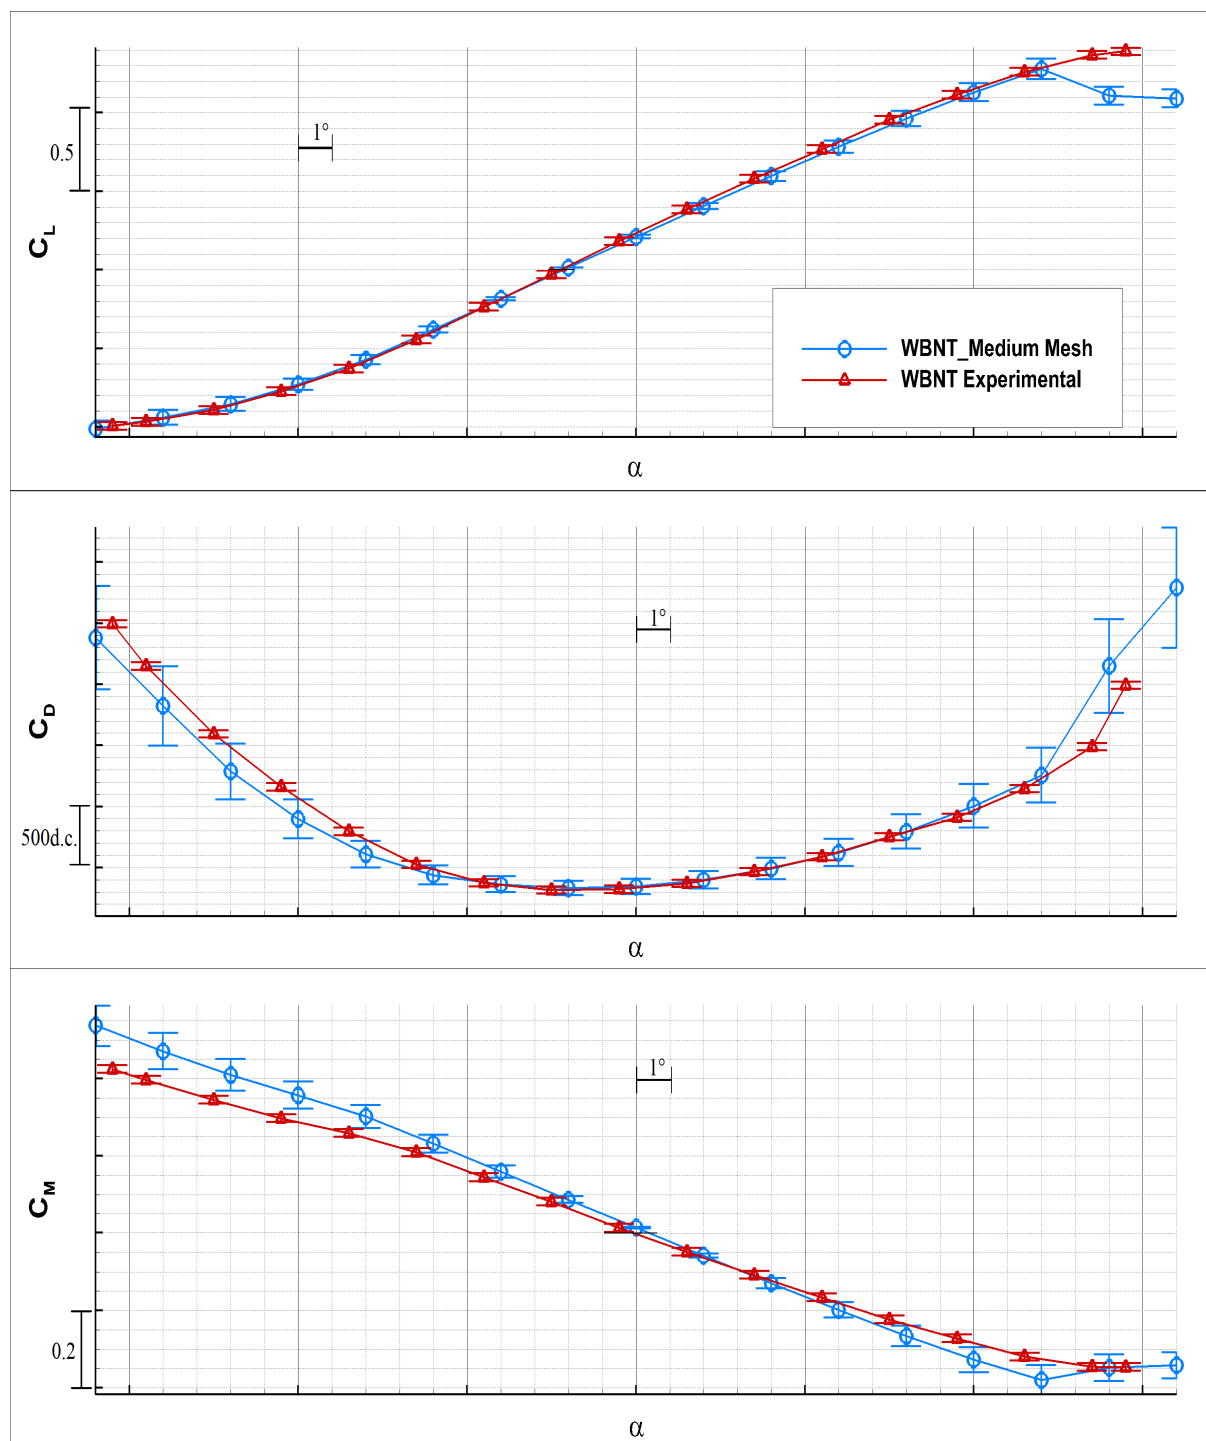 1°
0.5
C_L
WBNT_Medium Mesh
WBNT Experimental
α
1°
C_D
500d.c.
α
1°
C_M
0.2
α